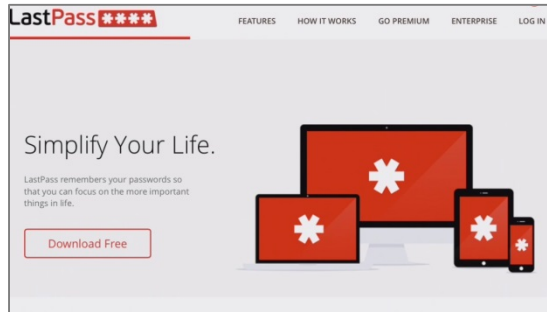 LastPass ****
FEATURES HOW IT WORKS GO PREMIUM ENTERPRISE LOG IN
Simplify Your Life.
LastPass remembers your passwords so
that you can focus on the more important
things in life.
Download Free